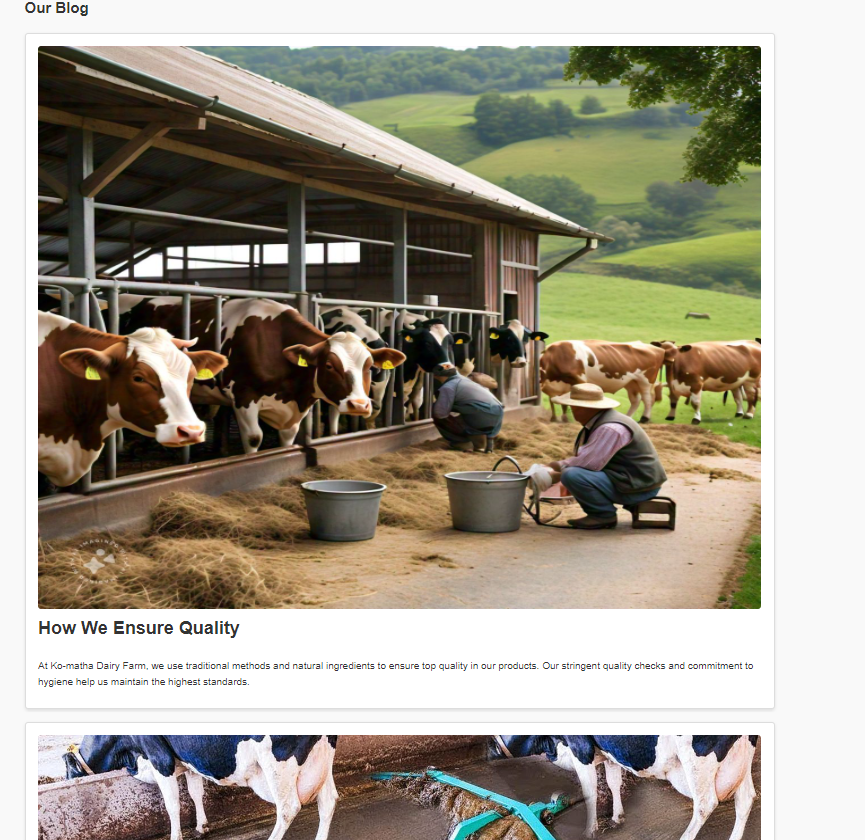 Our Blog
How We Ensure Quality
At Ko-matha Dairy Farm, we use traditional methods and natural ingredients to ensure top quality in our products. Our stringent quality checks and commitment to
hygiene help us maintain the highest standards.